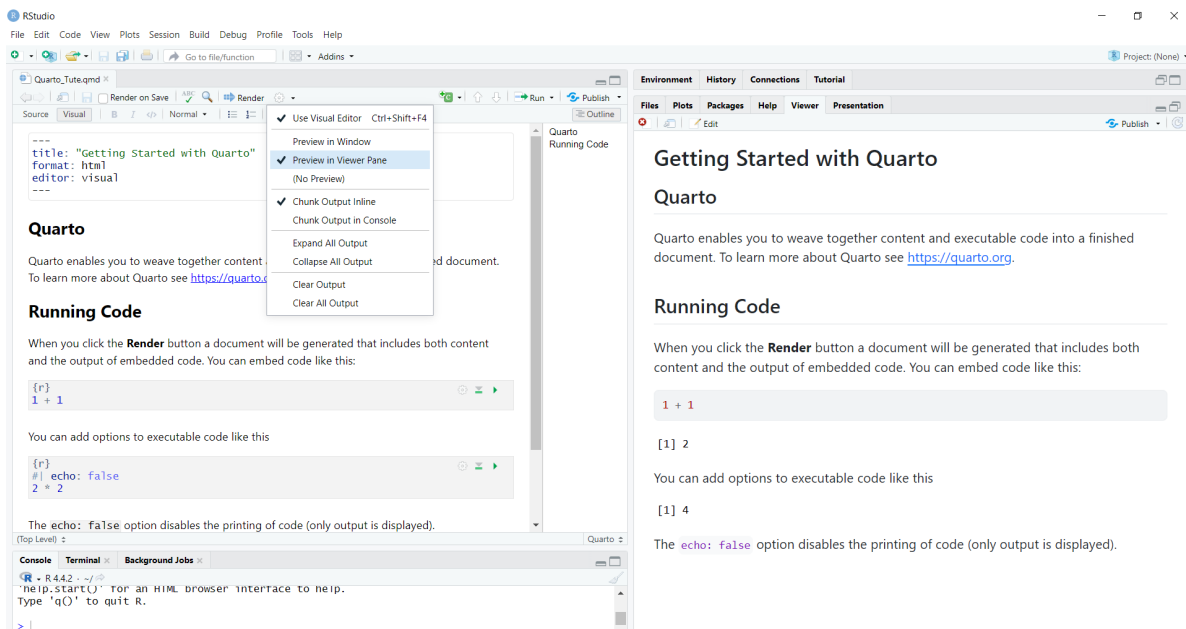 RStudio
File Edit Code View Plots Session Build Debug Profile Tools Help
Go to file/function Addins Project: (None)
Quarto_Tute.qmd
Render on Save ABC Render Run Publish
Source Visual B I </> Normal Outline
---
title: "Getting Started with Quarto"
format: html
editor: visual
---
Quarto
Quarto enables you to weave together content
ed document.
To learn more about Quarto see https://quarto.o
Running Code
When you click the Render button a document will be generated that includes both content
and the output of embedded code. You can embed code like this:
{r}
1 + 1
You can add options to executable code like this
{r}
#| echo: false
2 * 2
The echo: false option disables the printing of code (only output is displayed).
(Top Level) Quarto
Use Visual Editor Ctrl+Shift+F4
Preview in Window
Preview in Viewer Pane
(No Preview)
Chunk Output Inline
Chunk Output in Console
Expand All Output
Collapse All Output
Clear Output
Clear All Output
Quarto
Running Code
Console Terminal Background Jobs
R R 4.4.2 · ~/
'help.start()' for an HTML browser interface to help.
Type 'q()' to quit R.
>
Environment History Connections Tutorial
Files Plots Packages Help Viewer Presentation
Edit Publish
Getting Started with Quarto
Quarto
Quarto enables you to weave together content and executable code into a finished
document. To learn more about Quarto see https://quarto.org.
Running Code
When you click the Render button a document will be generated that includes both
content and the output of embedded code. You can embed code like this:
1 + 1
[1] 2
You can add options to executable code like this
[1] 4
The echo: false option disables the printing of code (only output is displayed).